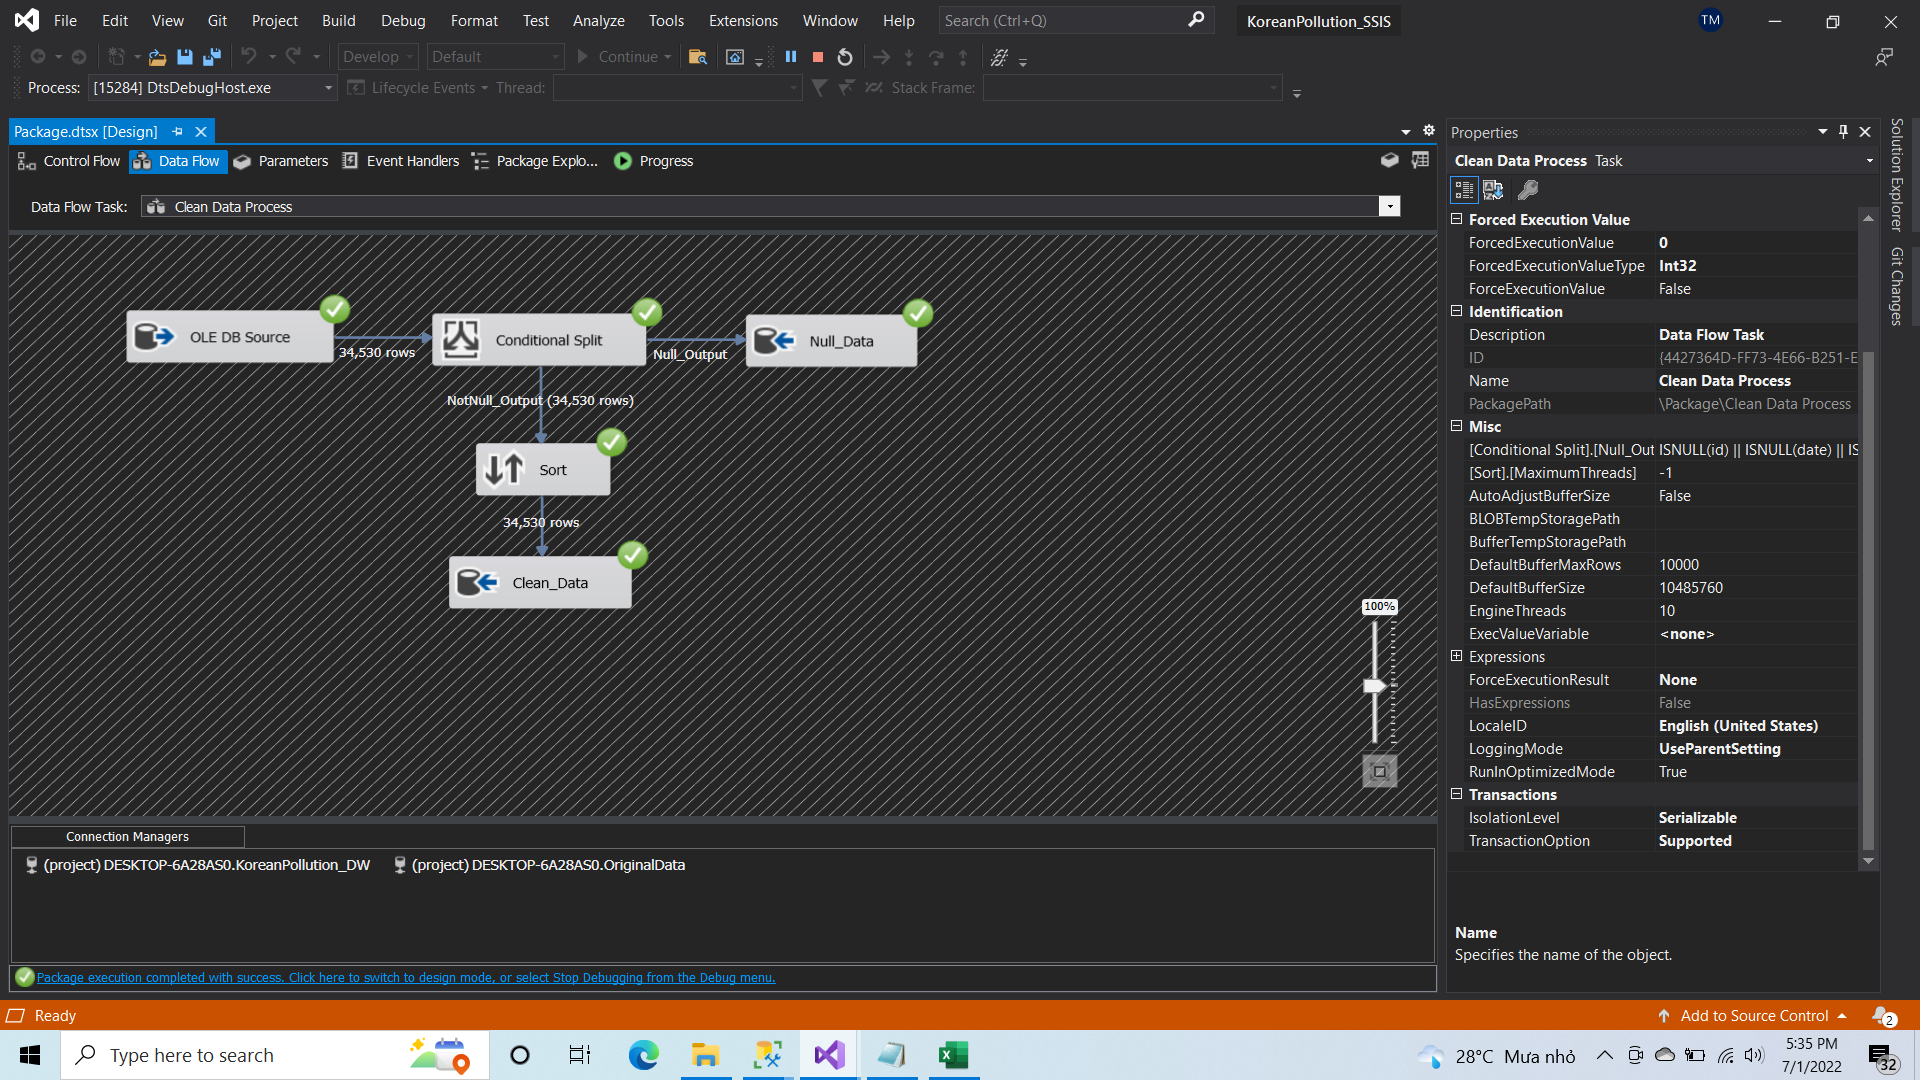 File Edit View Git Project Build Debug Format Test Analyze Tools Extensions Window Help Search (Ctrl+Q) KoreanPollution_SSIS TM
Develop Default Continue
Process: [15284] DtsDebugHost.exe Lifecycle Events Thread: Stack Frame:
Package.dtsx [Design]
Control Flow Data Flow Parameters Event Handlers Package Explo... Progress
Data Flow Task: Clean Data Process
OLE DB Source
34,530 rows
Conditional Split
Null_Output
Null_Data
NotNull_Output (34,530 rows)
Sort
34,530 rows
Clean_Data
100%
Connection Managers
(project) DESKTOP-6A28AS0.KoreanPollution_DW (project) DESKTOP-6A28AS0.OriginalData
Package execution completed with success. Click here to switch to design mode, or select Stop Debugging from the Debug menu.
Properties
Clean Data Process Task
Forced Execution Value
ForcedExecutionValue 0
ForcedExecutionValueType Int32
ForceExecutionValue False
Identification
Description Data Flow Task
ID {4427364D-FF73-4E66-B251-E
Name Clean Data Process
PackagePath \Package\Clean Data Process
Misc
[Conditional Split].[Null_Out ISNULL(id) || ISNULL(date) || IS
[Sort].[MaximumThreads] -1
AutoAdjustBufferSize False
BLOBTempStoragePath
BufferTempStoragePath
DefaultBufferMaxRows 10000
DefaultBufferSize 10485760
EngineThreads 10
ExecValueVariable <none>
Expressions
ForceExecutionResult None
HasExpressions False
LocaleID English (United States)
LoggingMode UseParentSetting
RunInOptimizedMode True
Transactions
IsolationLevel Serializable
TransactionOption Supported
Name
Specifies the name of the object.
Solution Explorer
Git Changes
Ready Add to Source Control 2
Type here to search 28°C Mưa nhỏ 5:35 PM
7/1/2022 32